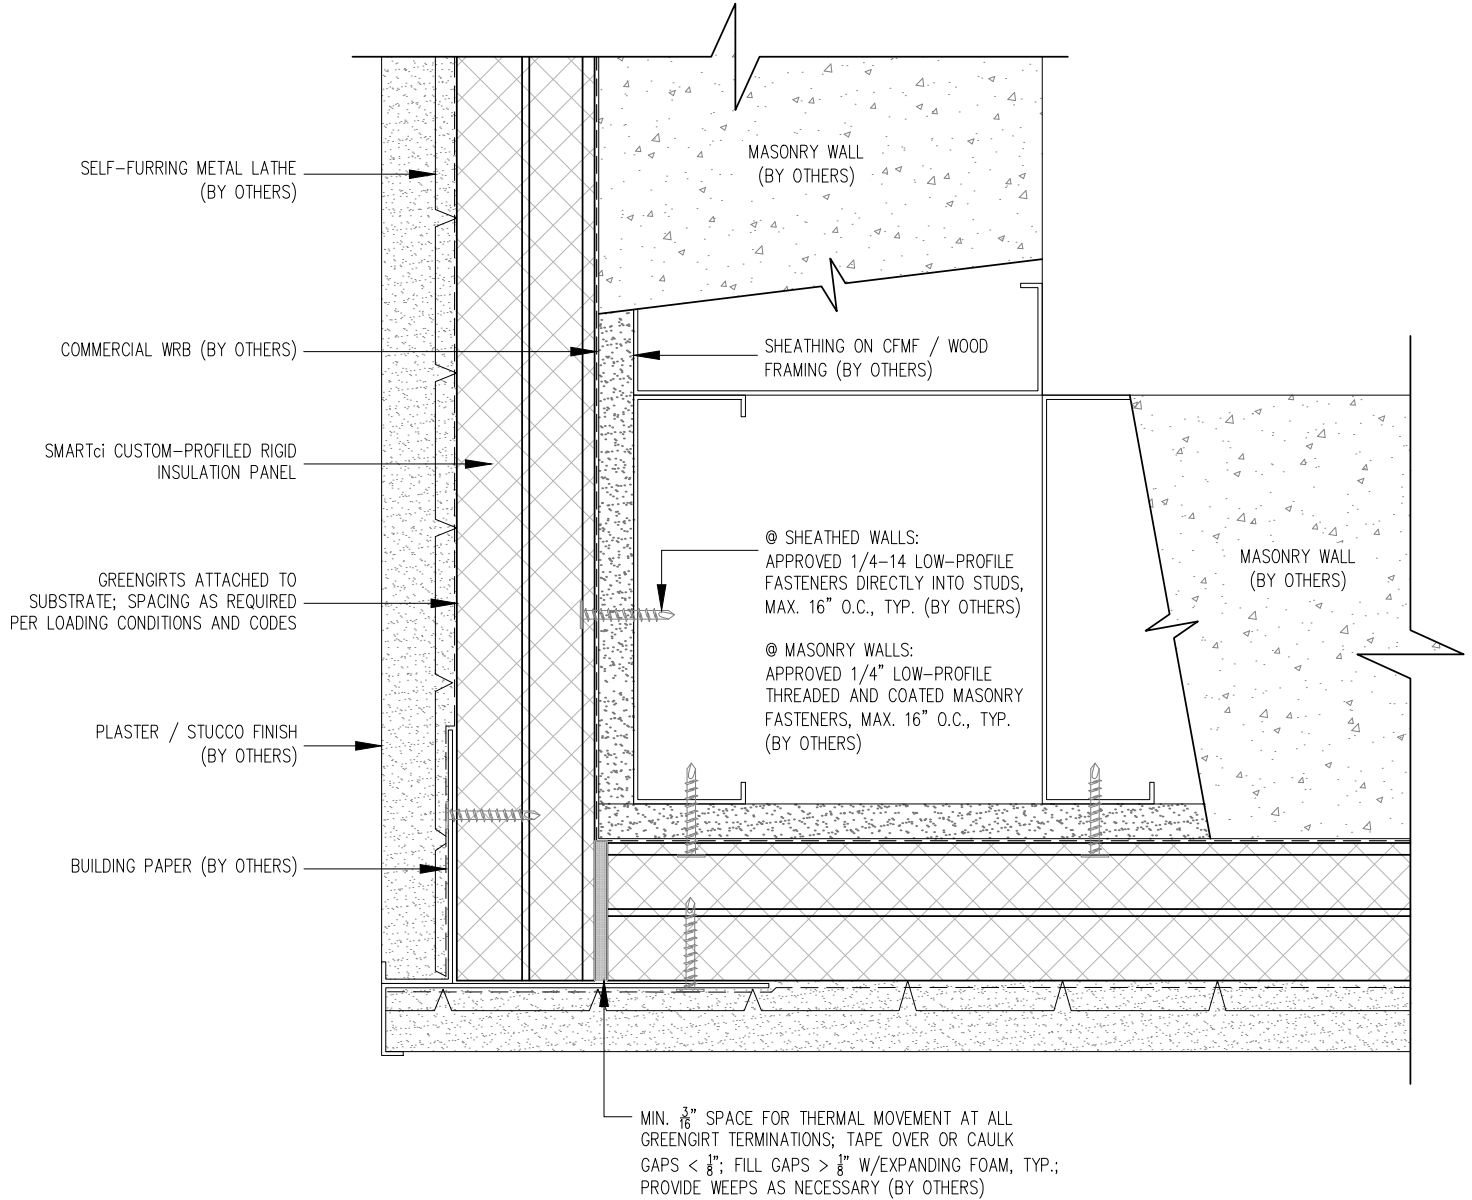 MASONRY WALL
(BY OTHERS)
SELF-FURRING METAL LATHE
(BY OTHERS)
COMMERCIAL WRB (BY OTHERS)
SHEATHING ON CFMF / WOOD
FRAMING (BY OTHERS)
SMARTci CUSTOM-PROFILED RIGID
INSULATION PANEL
@ SHEATHED WALLS:
APPROVED 1/4-14 LOW-PROFILE
FASTENERS DIRECTLY INTO STUDS,
MAX. 16" O.C., TYP. (BY OTHERS)
@ MASONRY WALLS:
APPROVED 1/4" LOW-PROFILE
THREADED AND COATED MASONRY
FASTENERS, MAX. 16" O.C., TYP.
(BY OTHERS)
MASONRY WALL
(BY OTHERS)
GREENGIRTS ATTACHED TO
SUBSTRATE; SPACING AS REQUIRED
PER LOADING CONDITIONS AND CODES
PLASTER / STUCCO FINISH
(BY OTHERS)
BUILDING PAPER (BY OTHERS)
MIN. 3/16" SPACE FOR THERMAL MOVEMENT AT ALL
GREENGIRT TERMINATIONS; TAPE OVER OR CAULK
GAPS < 1/8"; FILL GAPS > 1/8" W/EXPANDING FOAM, TYP.;
PROVIDE WEEPS AS NECESSARY (BY OTHERS)